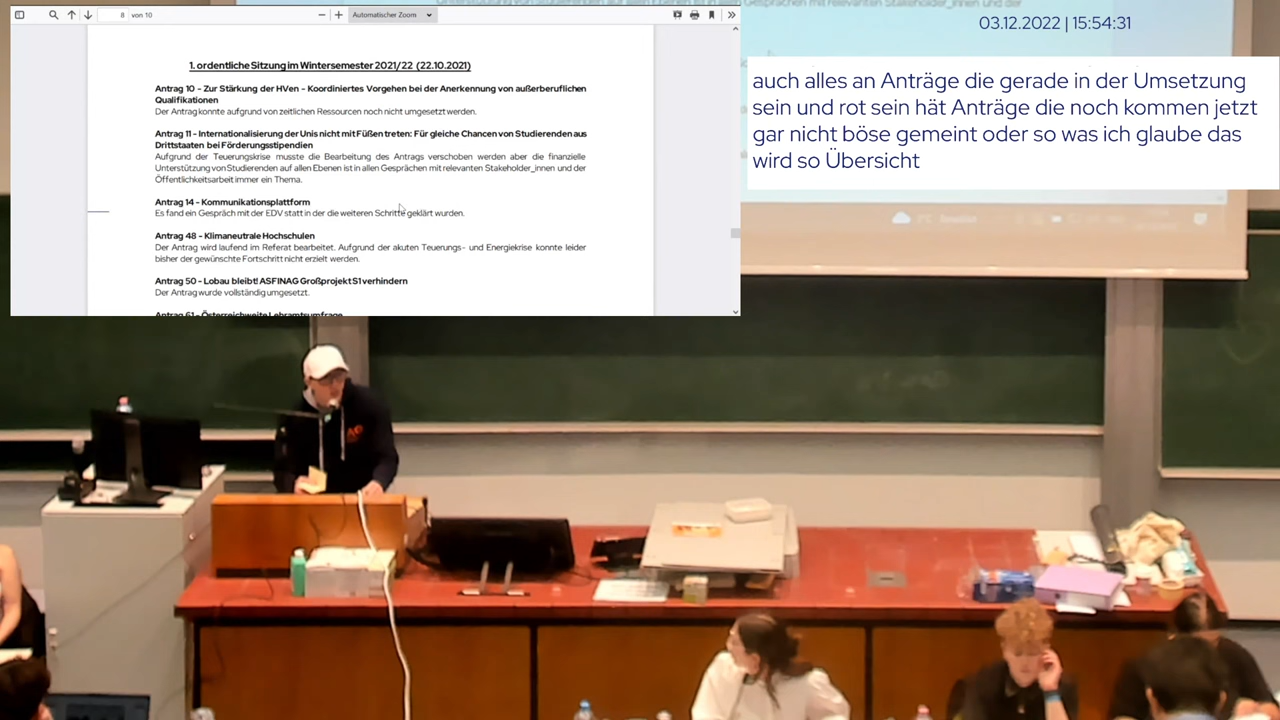 8 von 10
Automatischer Zoom
1. ordentliche Sitzung im Wintersemester 2021/22 (22.10.2021)
Antrag 10 - Zur Stärkung der HVen - Koordiniertes Vorgehen bei der Anerkennung von außerberuflichen
Qualifikationen
Der Antrag konnte aufgrund von zeitlichen Ressourcen noch nicht umgesetzt werden.
Antrag 11 - Internationalisierung der Unis nicht mit Füßen treten: Für gleiche Chancen von Studierenden aus
Drittstaaten bei Förderungsstipendien
Aufgrund der Teuerungskrise musste die Bearbeitung des Antrags verschoben werden aber die finanzielle
Unterstützung von Studierenden auf allen Ebenen ist in allen Gesprächen mit relevanten Stakeholder_innen und der
Öffentlichkeitsarbeit immer ein Thema.
Antrag 14 - Kommunikationsplattform
Es fand ein Gespräch mit der EDV statt in der die weiteren Schritte geklärt wurden.
Antrag 48 - Klimaneutrale Hochschulen
Der Antrag wird laufend im Referat bearbeitet. Aufgrund der akuten Teuerungs- und Energiekrise konnte leider
bisher der gewünschte Fortschritt nicht erzielt werden.
Antrag 50 - Lobau bleibt! ASFINAG Großprojekt S1 verhindern
Der Antrag wurde vollständig umgesetzt.
Antrag 61 - Österreichweite Lehramtsumfrage
03.12.2022 | 15:54:31
auch alles an Anträge die gerade in der Umsetzung
sein und rot sein hät Anträge die noch kommen jetzt
gar nicht böse gemeint oder so was ich glaube das
wird so Übersicht